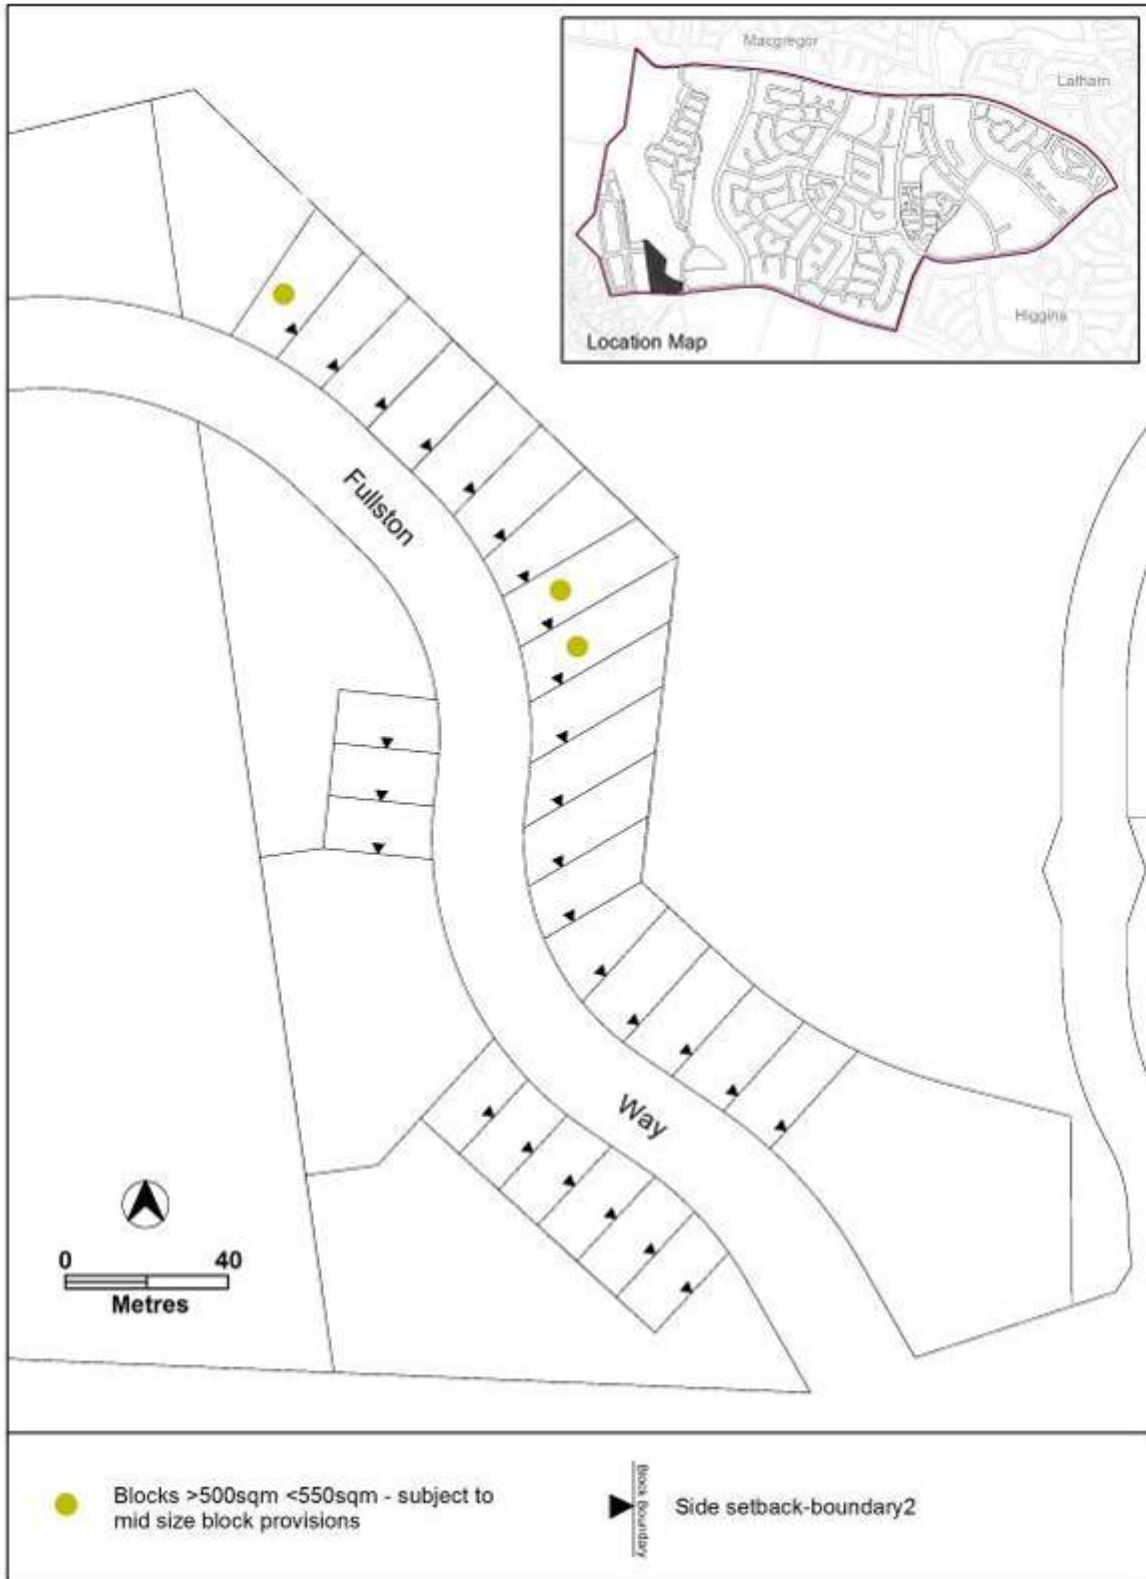 Macgregor
Latham
Higgins
Location Map
Fullston
Way
0 40
Metres
Blocks >500sqm <550sqm - subject to
mid size block provisions
Block Boundary
Side setback-boundary2